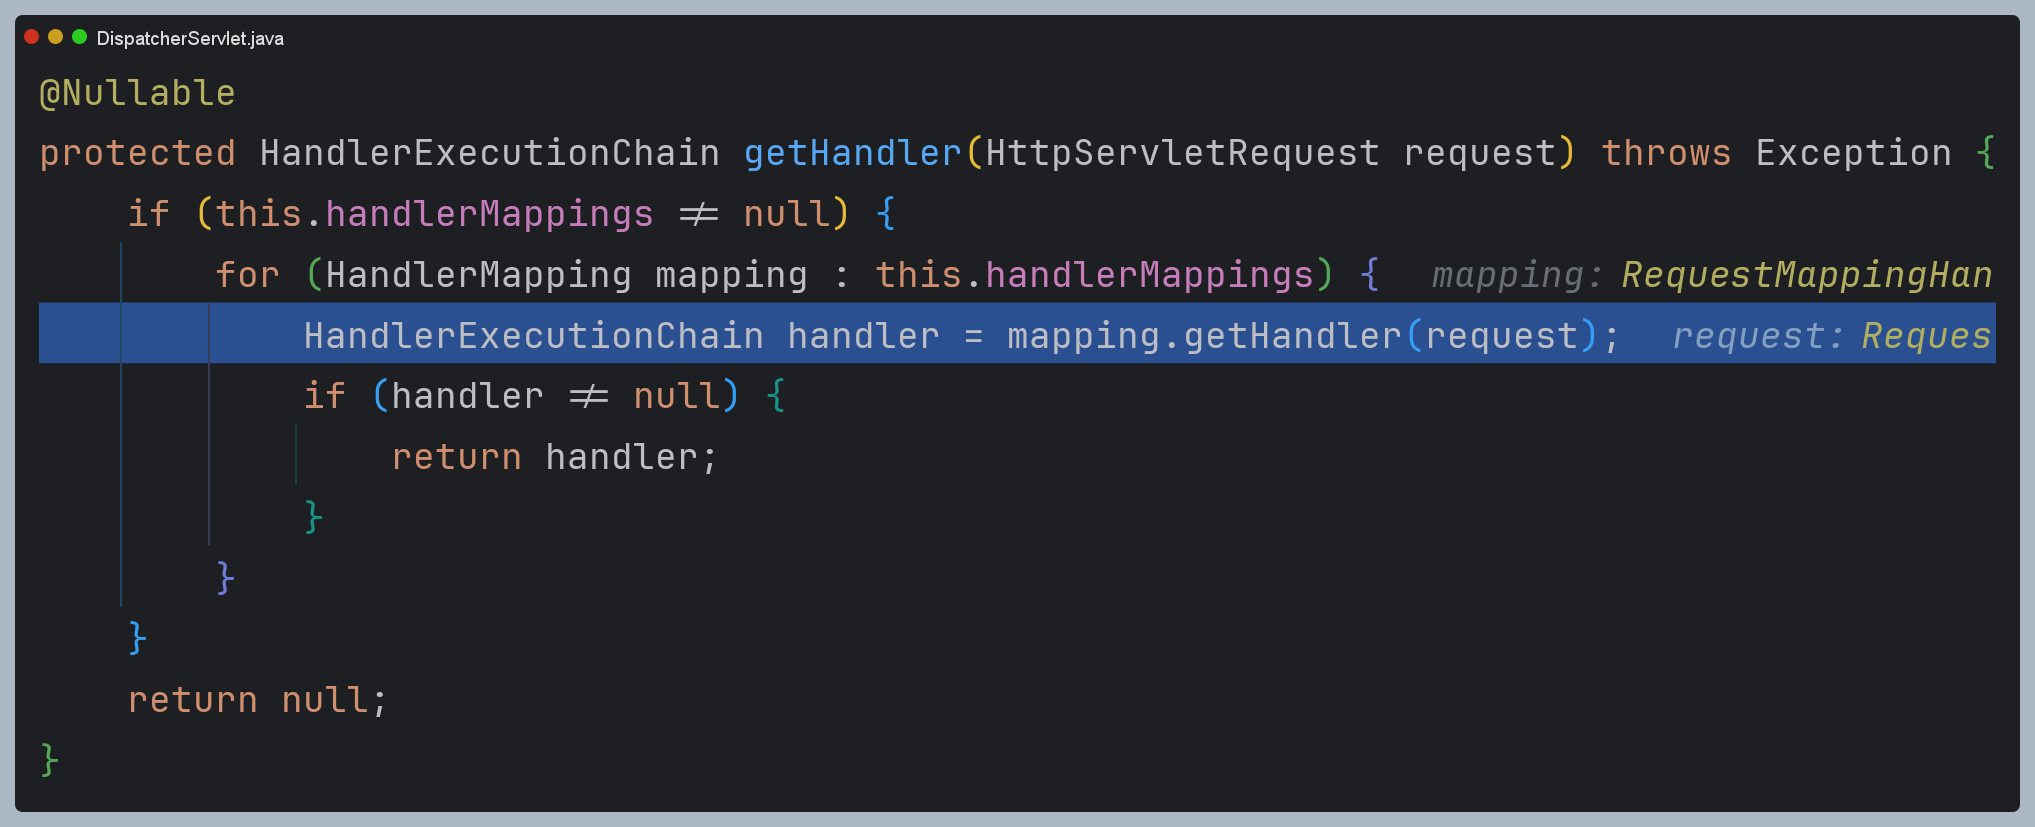 DispatcherServlet.java
@Nullable
protected HandlerExecutionChain getHandler(HttpServletRequest request) throws Exception {
if (this.handlerMappings != null) {
for (HandlerMapping mapping : this.handlerMappings) { mapping: RequestMappingHan
HandlerExecutionChain handler = mapping.getHandler(request); request: Reques
if (handler != null) {
return handler;
}
}
}
return null;
}